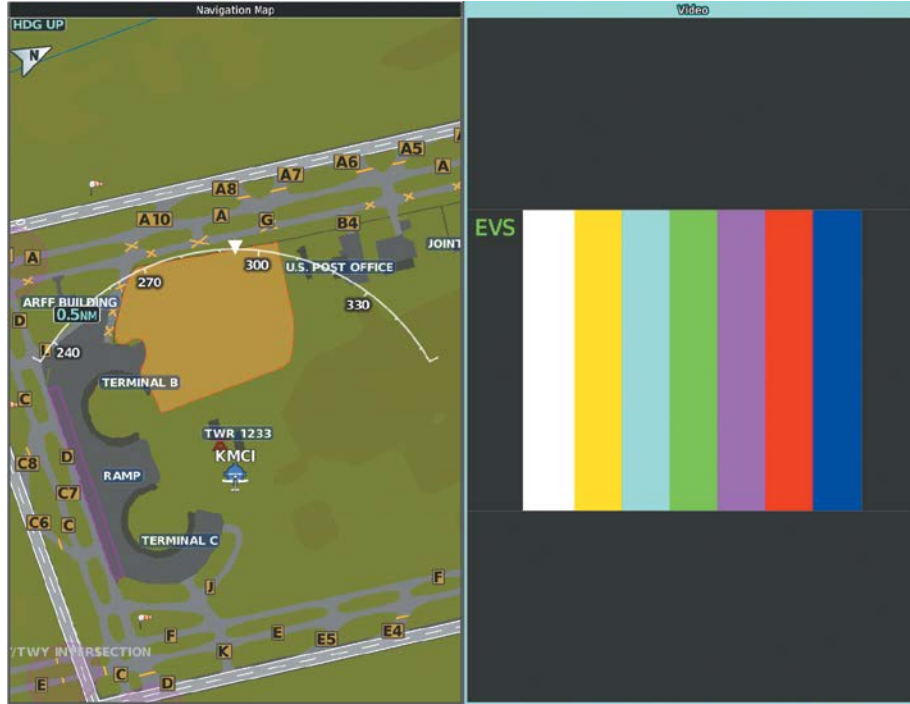 Navigation Map
Video
HDG UP
N
A5
A
A6
A7
A8
A10
A
G
B4
EVS
A
300
JOINT
U.S. POST OFFICE
270
ARFF BUILDING
330
0.5NM
D
L
240
TERMINAL B
C
TWR 1233
KMCI
D
C8
RAMP
C7
C6
C
TERMINAL C
J
F
F
E
E5
E4
K
/TWY INTERSECTION
C
D
E